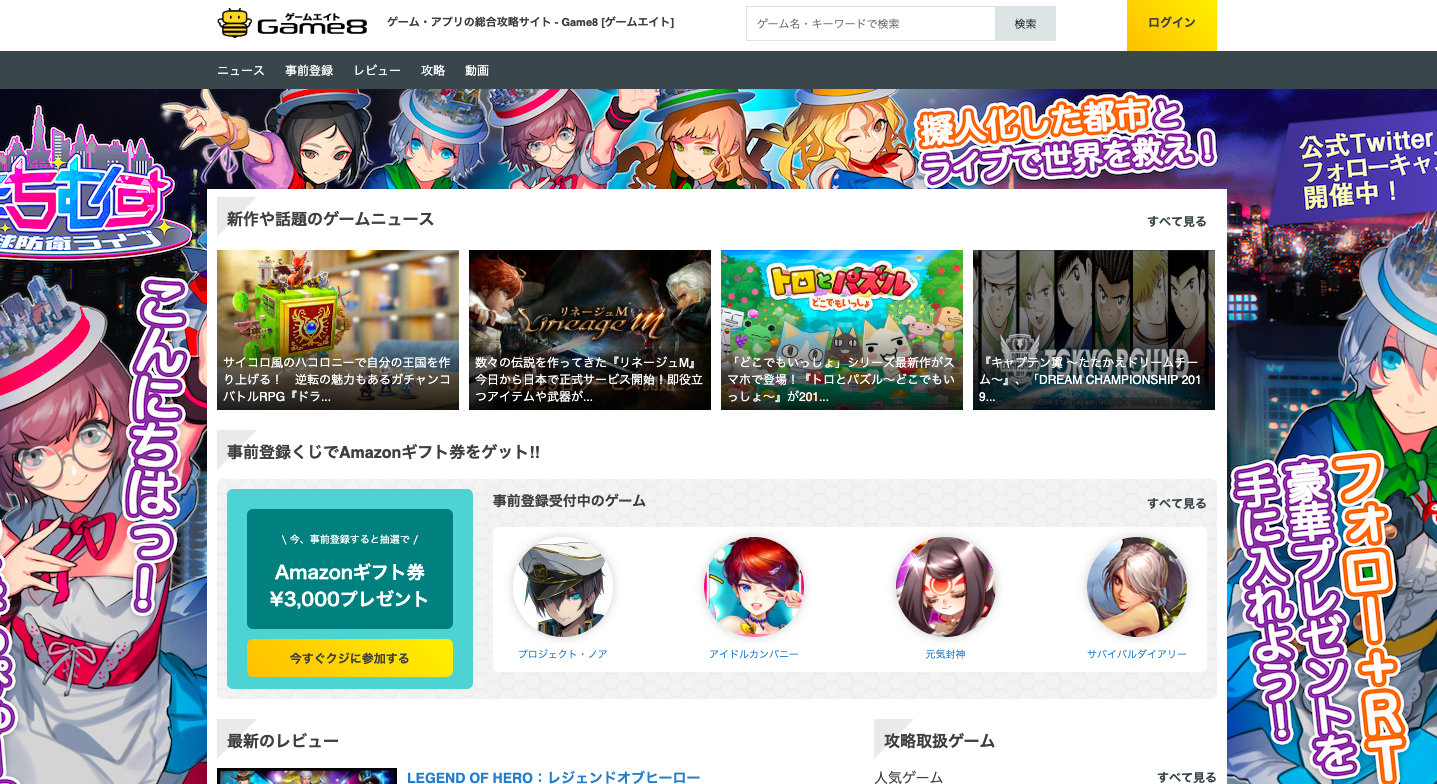 ゲームエイト
Game8
ゲーム・アプリの総合攻略サイト - Game8 [ゲームエイト]
ゲーム名・キーワードで検索
検索
ログイン
ニュース
事前登録
レビュー
攻略
動画
擬人化した都市と
ライブで世界を救え！
公式Twitter
フォローキャン
開催中！
衛ライブ
こんにちはっ！
新作や話題のゲームニュース
すべて見る
サイコロ風のハコロニーで自分の王国を作
り上げる！　逆転の魅力もあるガチャンコ
バトルRPG『ドラ...
リネージュM
Lineage M
数々の伝説を作ってきた『リネージュM』
今日から日本で正式サービス開始！即役立
つアイテムや武器が...
トロとパズル
どこでもいっしょ
「どこでもいっしょ」シリーズ最新作がス
マホで登場！『トロとパズル～どこでもい
っしょ～』が201...
『キャプテン翼 ～たたかえドリームチー
ム～』、「DREAM CHAMPIONSHIP 201
9...
事前登録くじでAmazonギフト券をゲット!!
\ 今、事前登録すると抽選で /
Amazonギフト券
¥3,000プレゼント
今すぐクジに参加する
事前登録受付中のゲーム
すべて見る
プロジェクト・ノア
アイドルカンパニー
元気封神
サバイバルダイアリー
フォロー+RT
豪華プレゼントを
手に入れよう！
最新のレビュー
LEGEND OF HERO：レジェンドオブヒーロー
攻略取扱ゲーム
人気ゲーム
すべて見る